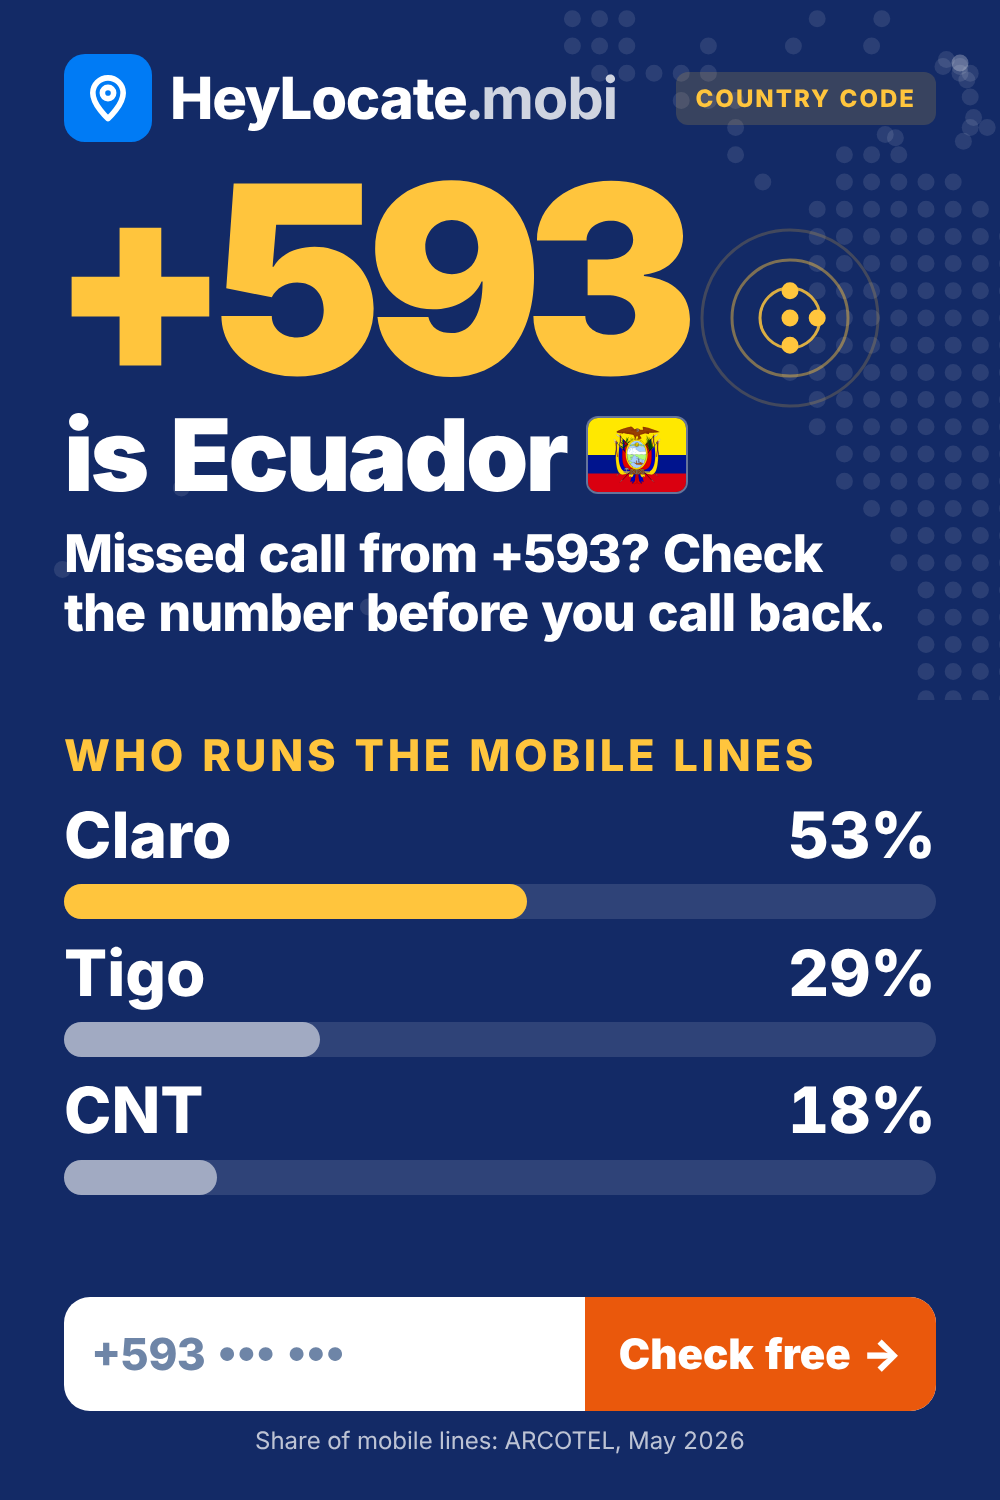 HeyLocate.mobi
COUNTRY CODE
+593
is Ecuador
Missed call from +593? Check
the number before you call back.
WHO RUNS THE MOBILE LINES
Claro 53%
Tigo 29%
CNT 18%
+593 ••• •••
Check free →
Share of mobile lines: ARCOTEL, May 2026